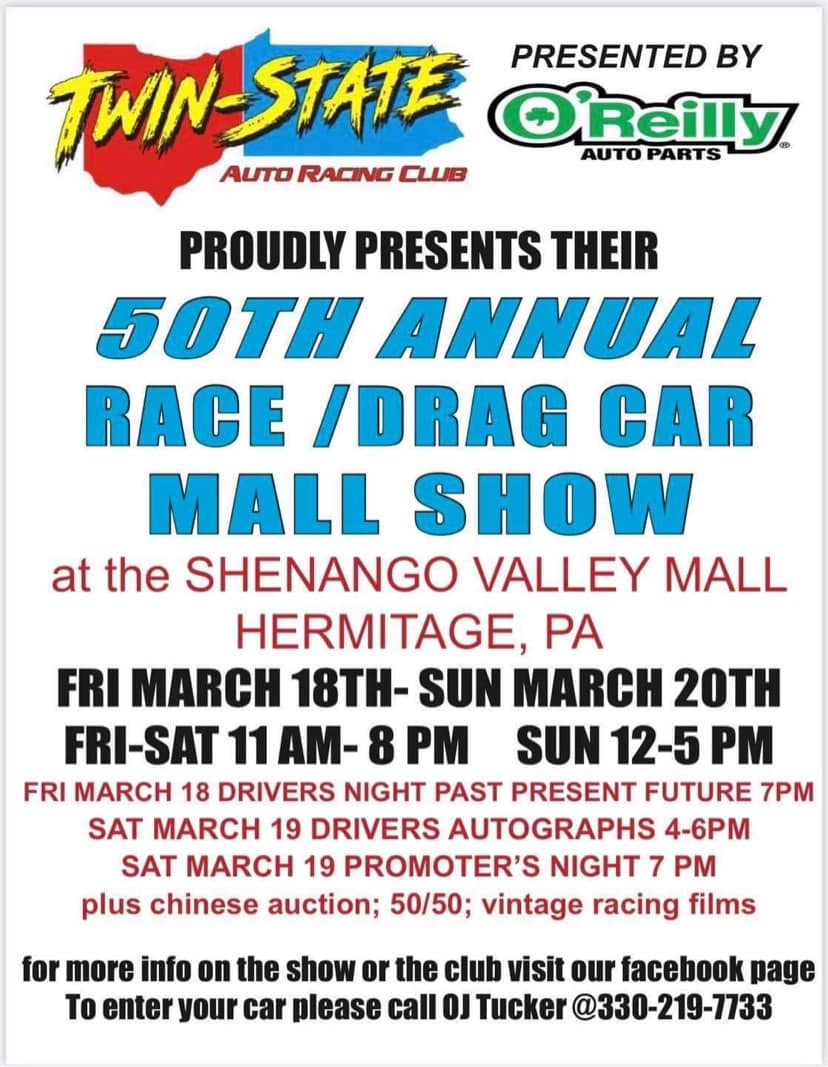 TWIN-STATE
AUTO RACING CLUB
PRESENTED BY
O'Reilly®
AUTO PARTS
PROUDLY PRESENTS THEIR
50TH ANNUAL
RACE /DRAG CAR
MALL SHOW
at the SHENANGO VALLEY MALL
HERMITAGE, PA
FRI MARCH 18TH- SUN MARCH 20TH
FRI-SAT 11 AM- 8 PM SUN 12-5 PM
FRI MARCH 18 DRIVERS NIGHT PAST PRESENT FUTURE 7PM
SAT MARCH 19 DRIVERS AUTOGRAPHS 4-6PM
SAT MARCH 19 PROMOTER'S NIGHT 7 PM
plus chinese auction; 50/50; vintage racing films
for more info on the show or the club visit our facebook page
To enter your car please call OJ Tucker @330-219-7733